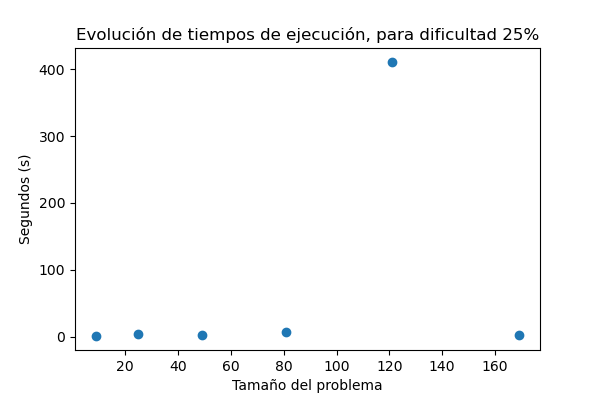 Evolución de tiempos de ejecución, para dificultad 25%
400
300
200
100
0
Segundos (s)
20 40 60 80 100 120 140 160
Tamaño del problema